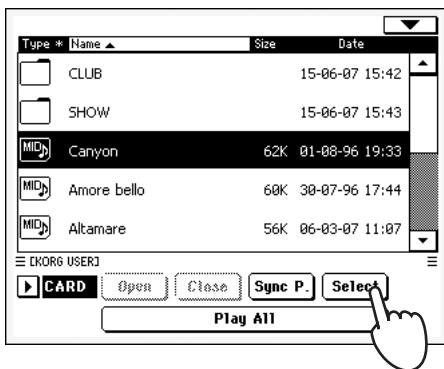 Type * Name Size Date
CLUB 15-06-07 15:42
SHOW 15-06-07 15:43
MID Canyon 62K 01-08-96 19:33
MID Amore bello 60K 30-07-96 17:44
MID Altamare 56K 06-03-07 11:07
[KORG USER]
CARD Open Close Sync P. Select
Play All